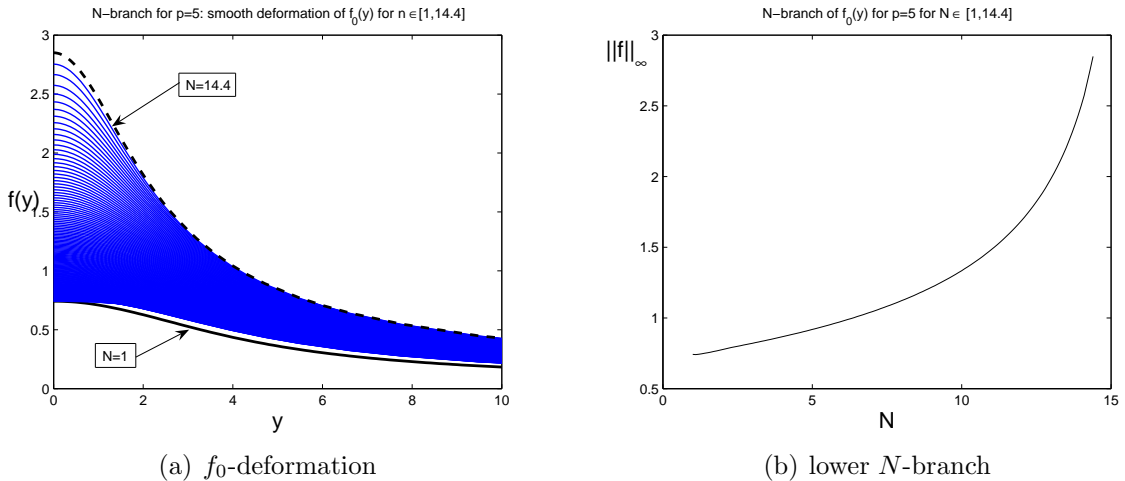 N−branch for p=5: smooth deformation of f0(y) for n∈[1,14.4]
3
2.5
2
1.5
1
0.5
0
f(y)
N=14.4
N=1
0
2
4
6
8
10
y
(a) f0-deformation
N−branch of f0(y) for p=5 for N∈ [1,14.4]
||f||∞
3
2.5
2
1.5
1
0.5
0
5
10
15
N
(b) lower N-branch